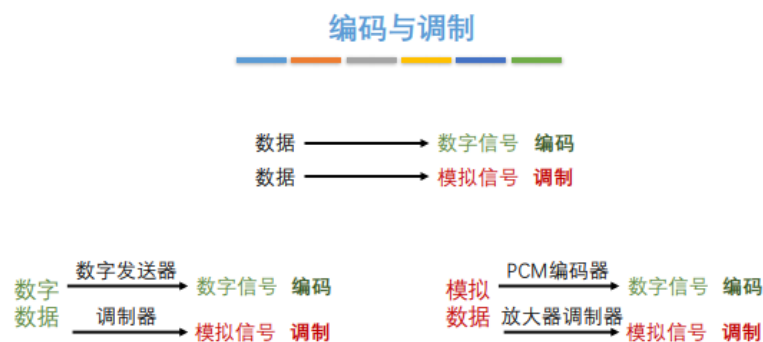 编码与调制
数据 数字信号 编码
数据 模拟信号 调制
数字数据
数字发送器 数字信号 编码
调制器 模拟信号 调制
模拟数据
PCM编码器 数字信号 编码
放大器调制器 模拟信号 调制